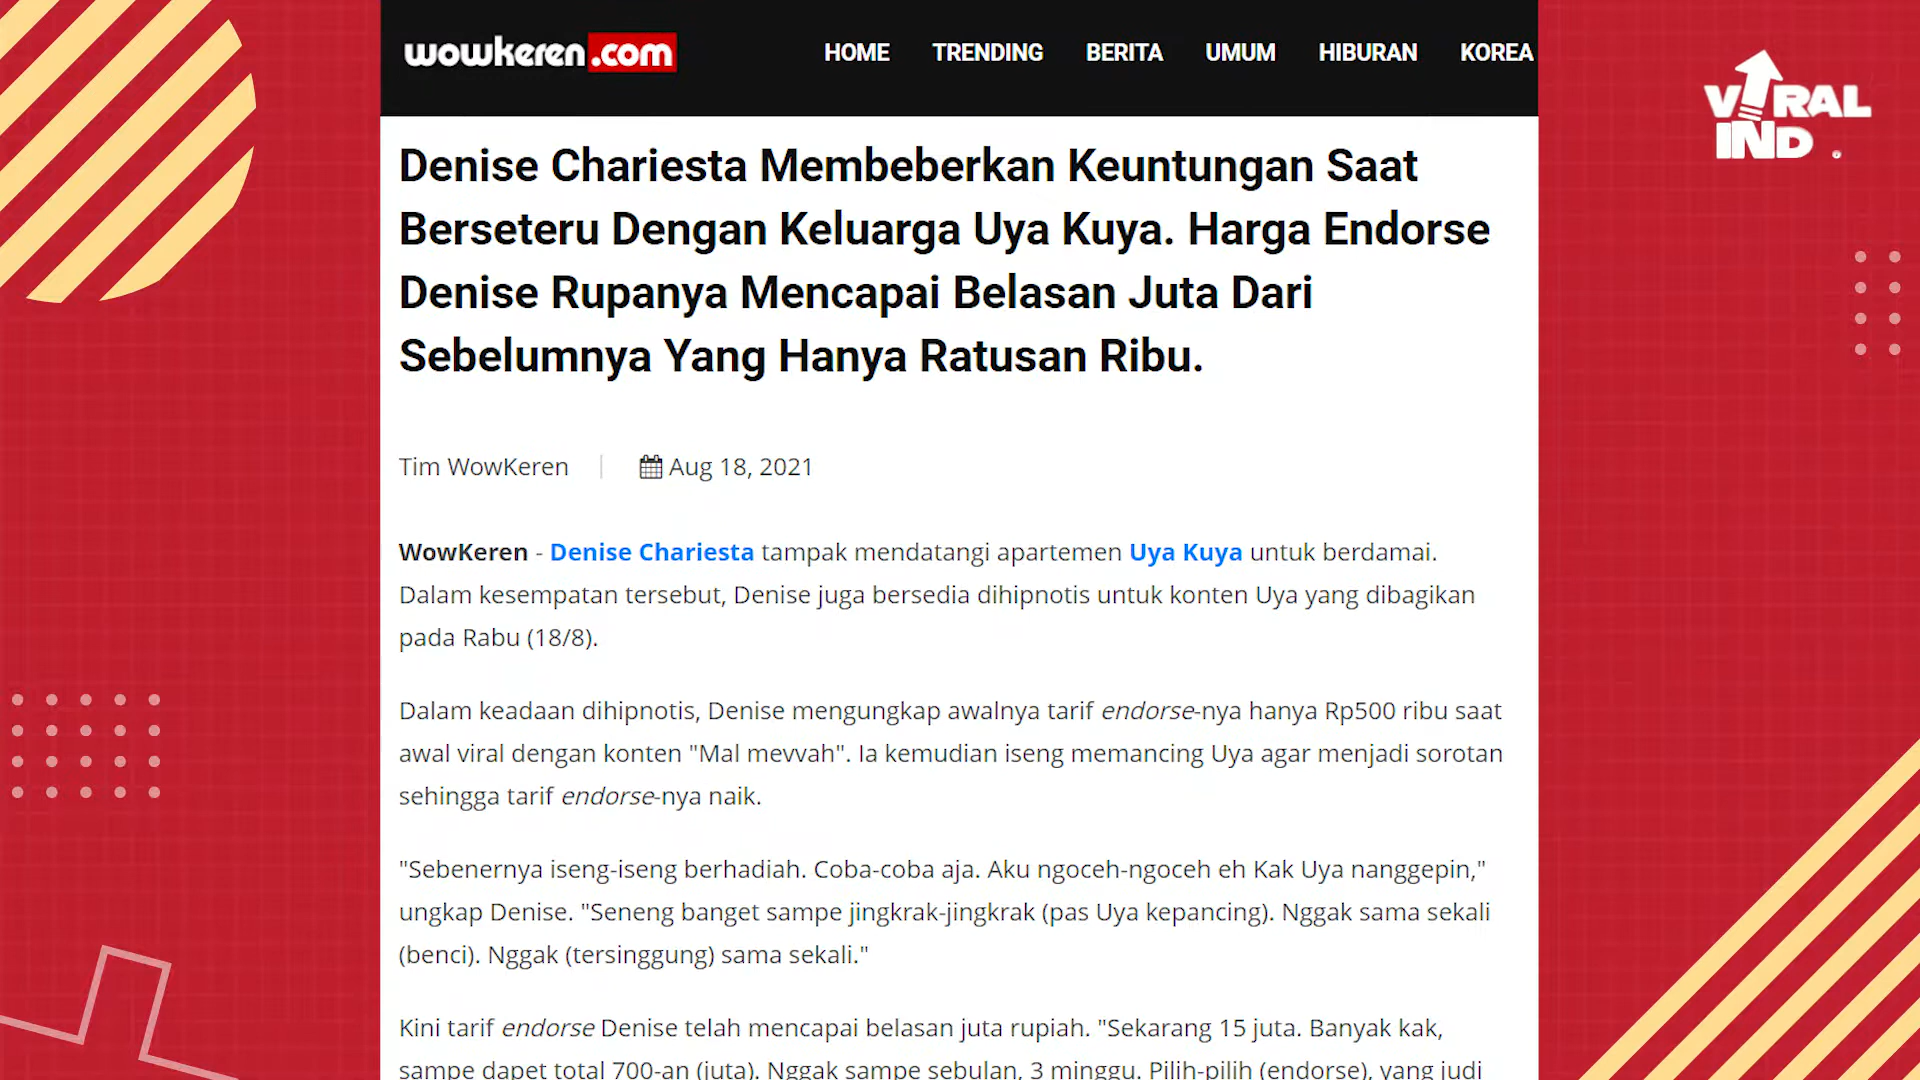 wowkeren.com
HOME TRENDING BERITA UMUM HIBURAN KOREA
VIRAL
IND
Denise Chariesta Membeberkan Keuntungan Saat
Berseteru Dengan Keluarga Uya Kuya. Harga Endorse
Denise Rupanya Mencapai Belasan Juta Dari
Sebelumnya Yang Hanya Ratusan Ribu.
Tim WowKeren | Aug 18, 2021
WowKeren - Denise Chariesta tampak mendatangi apartemen Uya Kuya untuk berdamai.
Dalam kesempatan tersebut, Denise juga bersedia dihipnotis untuk konten Uya yang dibagikan
pada Rabu (18/8).
Dalam keadaan dihipnotis, Denise mengungkap awalnya tarif endorse-nya hanya Rp500 ribu saat
awal viral dengan konten "Mal mevvah". Ia kemudian iseng memancing Uya agar menjadi sorotan
sehingga tarif endorse-nya naik.
"Sebenernya iseng-iseng berhadiah. Coba-coba aja. Aku ngoceh-ngoceh eh Kak Uya nanggepin,"
ungkap Denise. "Seneng banget sampe jingkrak-jingkrak (pas Uya kepancing). Nggak sama sekali
(benci). Nggak (tersinggung) sama sekali."
Kini tarif endorse Denise telah mencapai belasan juta rupiah. "Sekarang 15 juta. Banyak kak,
sampe dapet total 700-an (juta). Nggak sampe sebulan, 3 minggu. Pilih-pilih (endorse), yang judi